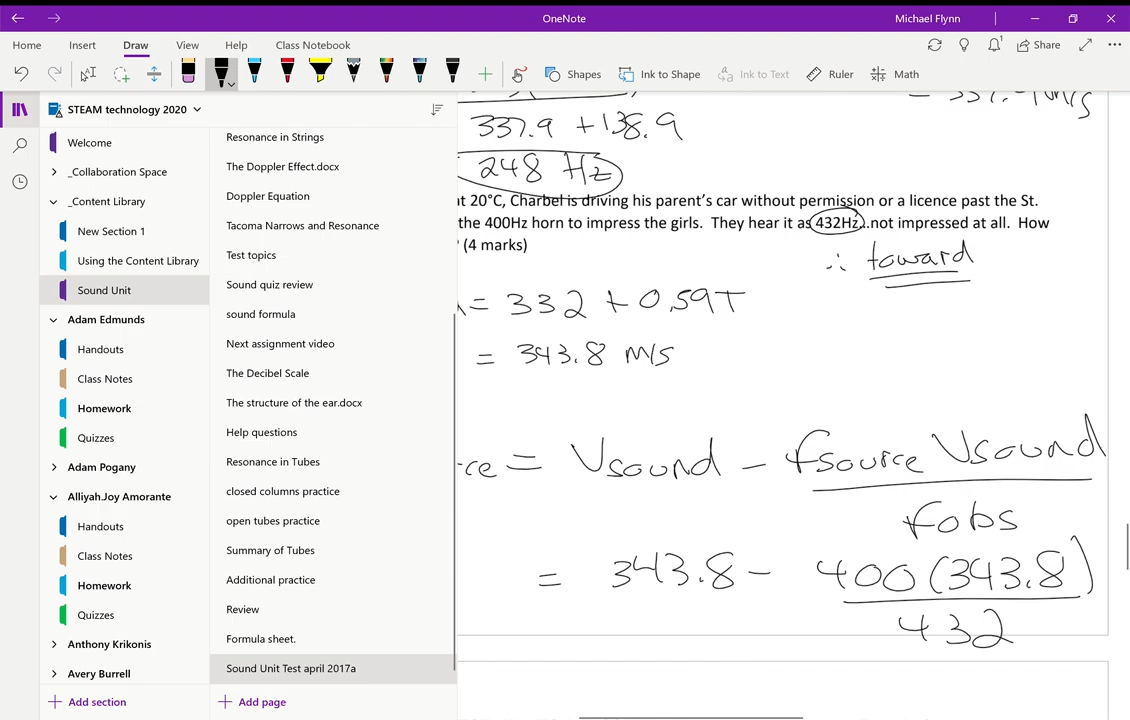 OneNote
Michael Flynn
Home Insert Draw View Help Class Notebook
1 Share
Shapes Ink to Shape Ink to Text Ruler Math
STEAM technology 2020
Welcome
_Collaboration Space
_Content Library
New Section 1
Using the Content Library
Sound Unit
Adam Edmunds
Handouts
Class Notes
Homework
Quizzes
Adam Pogany
Alliyah.Joy Amorante
Handouts
Class Notes
Homework
Quizzes
Anthony Krikonis
Avery Burrell
Add section
Resonance in Strings
The Doppler Effect.docx
Doppler Equation
Tacoma Narrows and Resonance
Test topics
Sound quiz review
sound formula
Next assignment video
The Decibel Scale
The structure of the ear.docx
Help questions
Resonance in Tubes
closed columns practice
open tubes practice
Summary of Tubes
Additional practice
Review
Formula sheet.
Sound Unit Test april 2017a
Add page
337.9 + 138.9
248 Hz
at 20°C, Charbel is driving his parent's car without permission or a licence past the St.
the 400Hz horn to impress the girls. They hear it as 432Hz...not impressed at all. How
(4 marks)
∴ toward
= 332 + 0.59T
= 343.8 m/s
rce = Vsound - fsource Vsound
fobs
= 343.8 - 400(343.8)
432